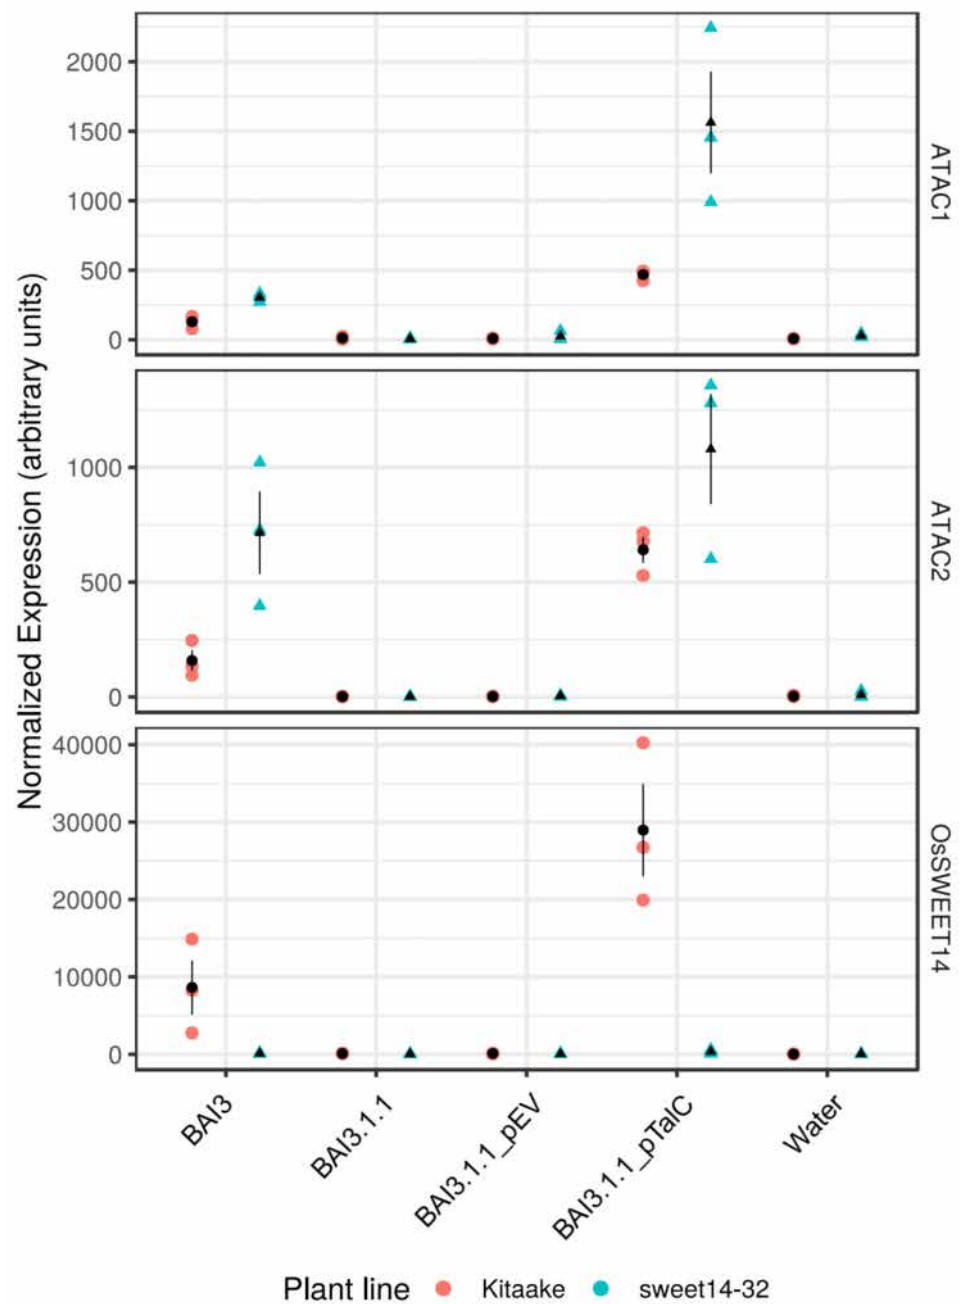 Normalized Expression (arbitrary units)
2000
1500
1000
500
0
ATAC1
1000
500
0
ATAC2
40000
30000
20000
10000
0
OsSWEET14
BAI3
BAI3.1.1
BAI3.1.1_pEV
BAI3.1.1_pTalC
Water
Plant line Kitaake sweet14-32